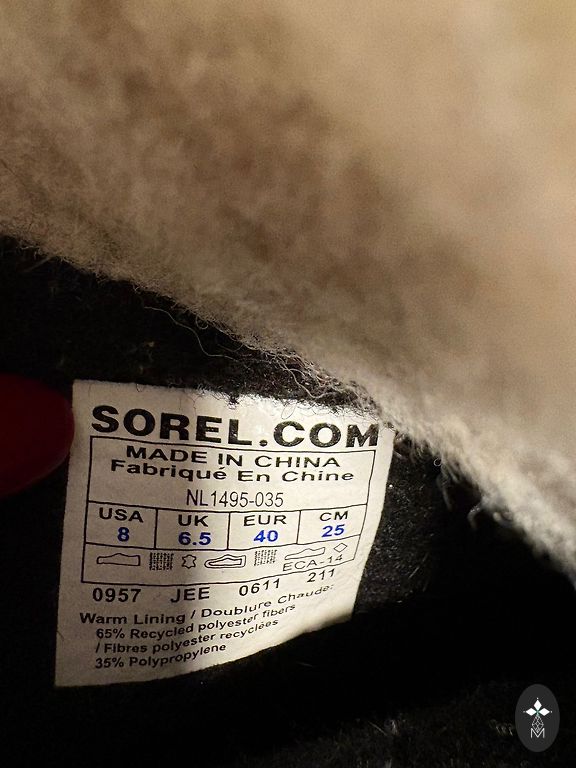 SOREL.COM
MADE IN CHINA
Fabriqué En Chine
NL1495-035
USA UK EUR CM
8 6.5 40 25
ECA-14
0957 JEE 0611 211
Warm Lining / Doublure Chaude:
65% Recycled polyester fibers
/ Fibres polyester recyclées
35% Polypropylene
M